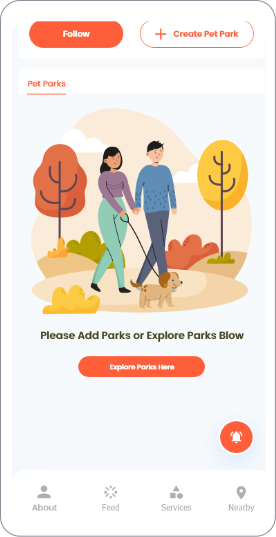 Follow
Create Pet Park
Pet Parks
Please Add Parks or Explore Parks Blow
Explore Parks Here
About
Feed
Services
Nearby